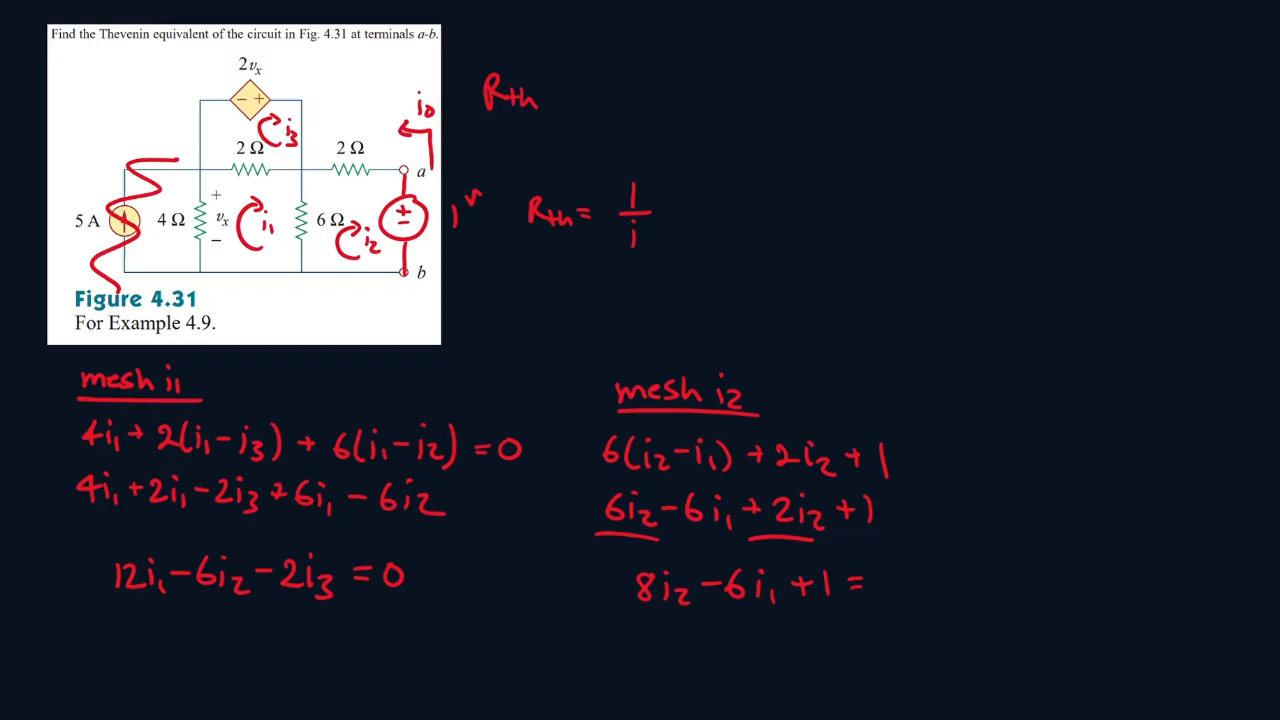 Find the Thevenin equivalent of the circuit in Fig. 4.31 at terminals a-b.
2vₓ
− +
i₀
i₃
2 Ω 2 Ω
a
5 A 4 Ω + vₓ − i₁ 6 Ω i₂ + − 1v
b
Figure 4.31
For Example 4.9.
Rth
Rth = 1/i
mesh i₁
4i₁ + 2(i₁ − i₃) + 6(i₁ − i₂) = 0
4i₁ + 2i₁ − 2i₃ + 6i₁ − 6i2
12i₁ − 6i₂ − 2i₃ = 0
mesh i₂
6(i₂ − i₁) + 2i₂ + 1
6i₂ − 6i₁ + 2i₂ + 1
8i₂ − 6i₁ + 1 =